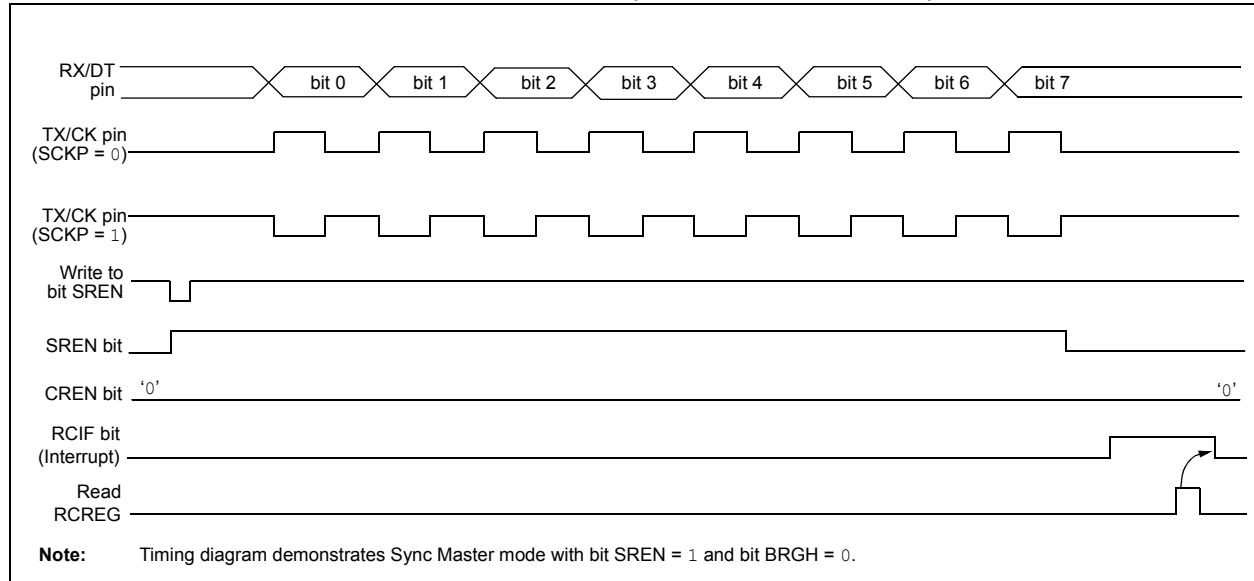 RX/DT
pin
bit 0 bit 1 bit 2 bit 3 bit 4 bit 5 bit 6 bit 7
TX/CK pin
(SCKP = 0)
TX/CK pin
(SCKP = 1)
Write to
bit SREN
SREN bit
CREN bit ‘0’ ‘0’
RCIF bit
(Interrupt)
Read
RCREG
Note: Timing diagram demonstrates Sync Master mode with bit SREN = 1 and bit BRGH = 0.